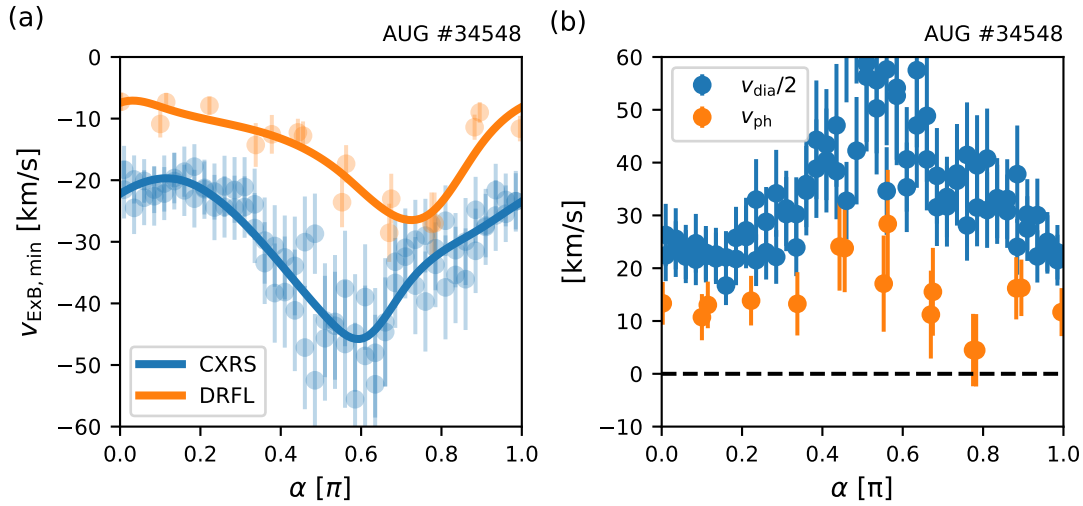 (a)
AUG #34548
0
−10
−20
−30
−40
−50
−60
v_ExB, min [km/s]
CXRS
DRFL
0.0 0.2 0.4 0.6 0.8 1.0
α [π]
(b)
AUG #34548
60
50
40
30
20
10
0
−10
[km/s]
v_dia/2
v_ph
0.0 0.2 0.4 0.6 0.8 1.0
α [π]